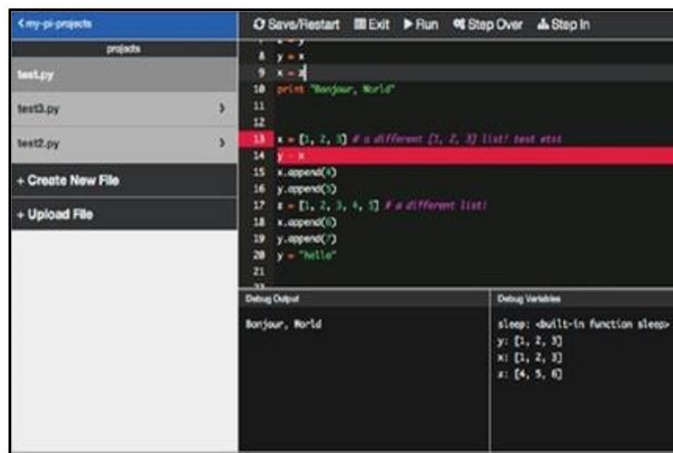 <my-pi-projects
Save/Restart Exit Run Step Over Step In
projects
test.py
test3.py >
test2.py >
+ Create New File
+ Upload File
8 y = x
9 x = z
10 print "Bonjour, World"
11
12
13 x = [1, 2, 3] # a different [1, 2, 3] list! test etst
14 y = x
15 x.append(4)
16 y.append(5)
17 z = [1, 2, 3, 4, 5] # a different list!
18 x.append(6)
19 y.append(7)
20 y = "hello"
21
Debug Output
Bonjour, World
Debug Variables
sleep: <built-in function sleep>
y: [1, 2, 3]
x: [1, 2, 3]
z: [4, 5, 6]